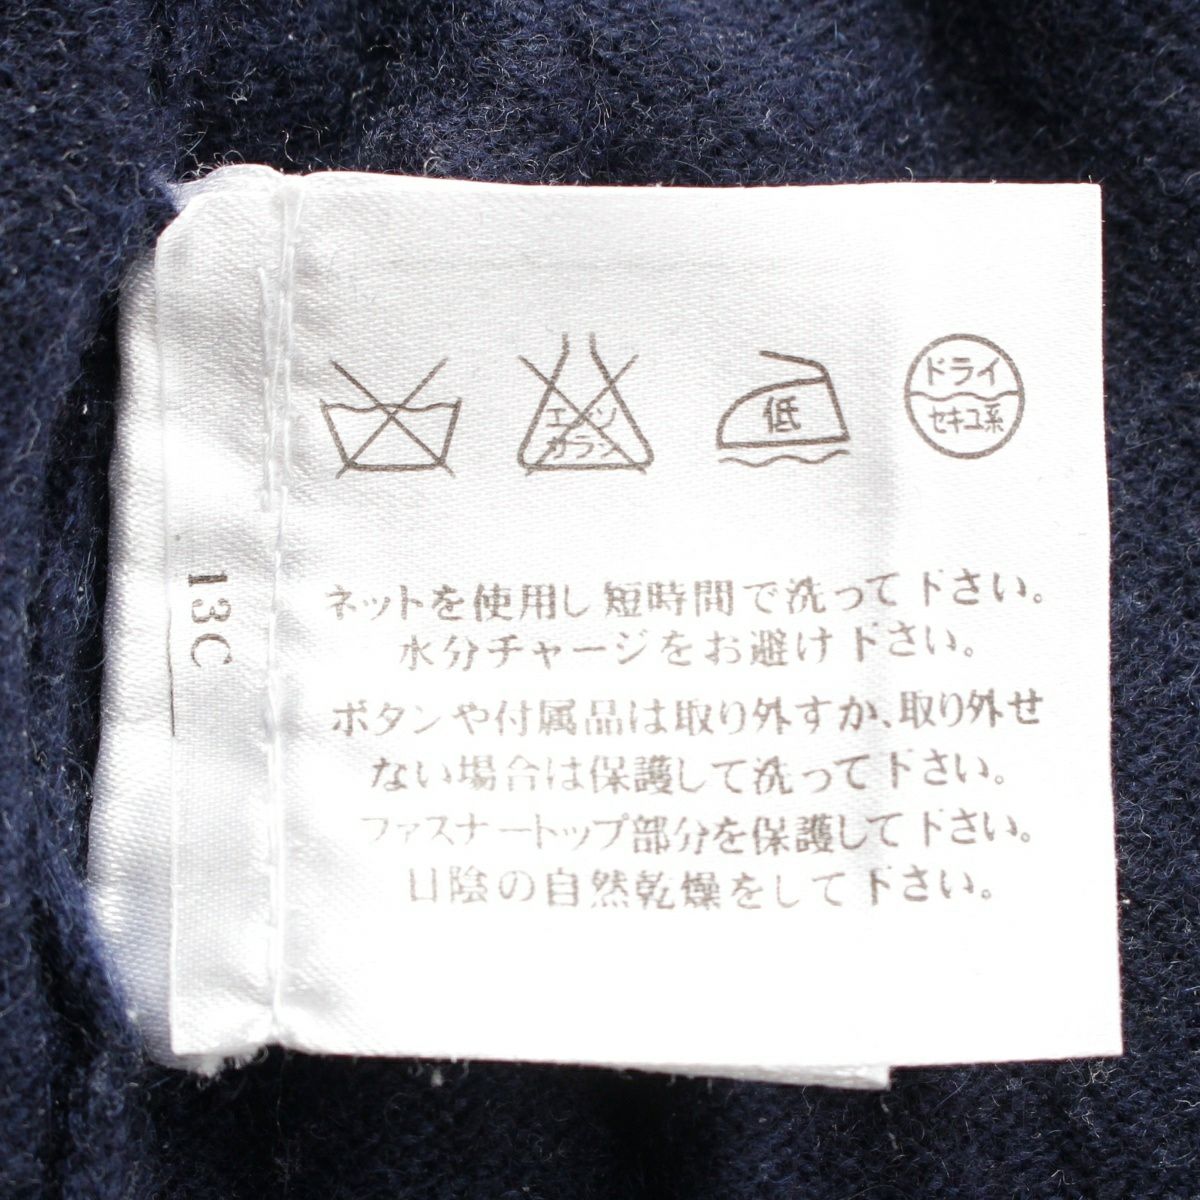 エンソ
カラン
低
ドライ
セキユ系
13C
ネットを使用し短時間で洗って下さい。
水分チャージをお避け下さい。
ボタンや付属品は取り外すか、取り外せ
ない場合は保護して洗って下さい。
ファスナートップ部分を保護して下さい。
日陰の自然乾燥をして下さい。